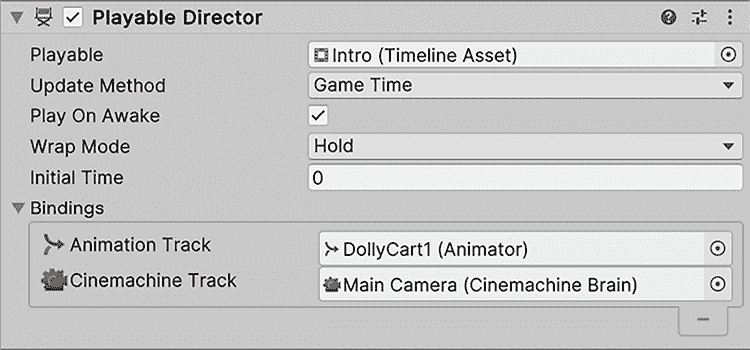 Playable Director
Playable Intro (Timeline Asset)
Update Method Game Time
Play On Awake
Wrap Mode Hold
Initial Time 0
Bindings
Animation Track DollyCart1 (Animator)
Cinemachine Track Main Camera (Cinemachine Brain)